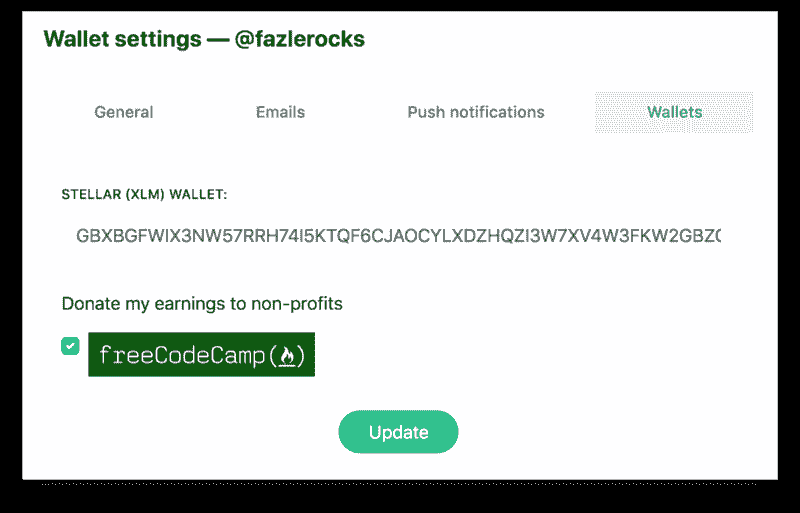 Wallet settings — @fazlerocks
General Emails Push notifications Wallets
STELLAR (XLM) WALLET:
GBXBGFWIX3NW57RRH74I5KTQF6CJAOCYLXDZHQZI3W7XV4W3FKW2GBZ
Donate my earnings to non-profits
freeCodeCamp(🔥)
Update